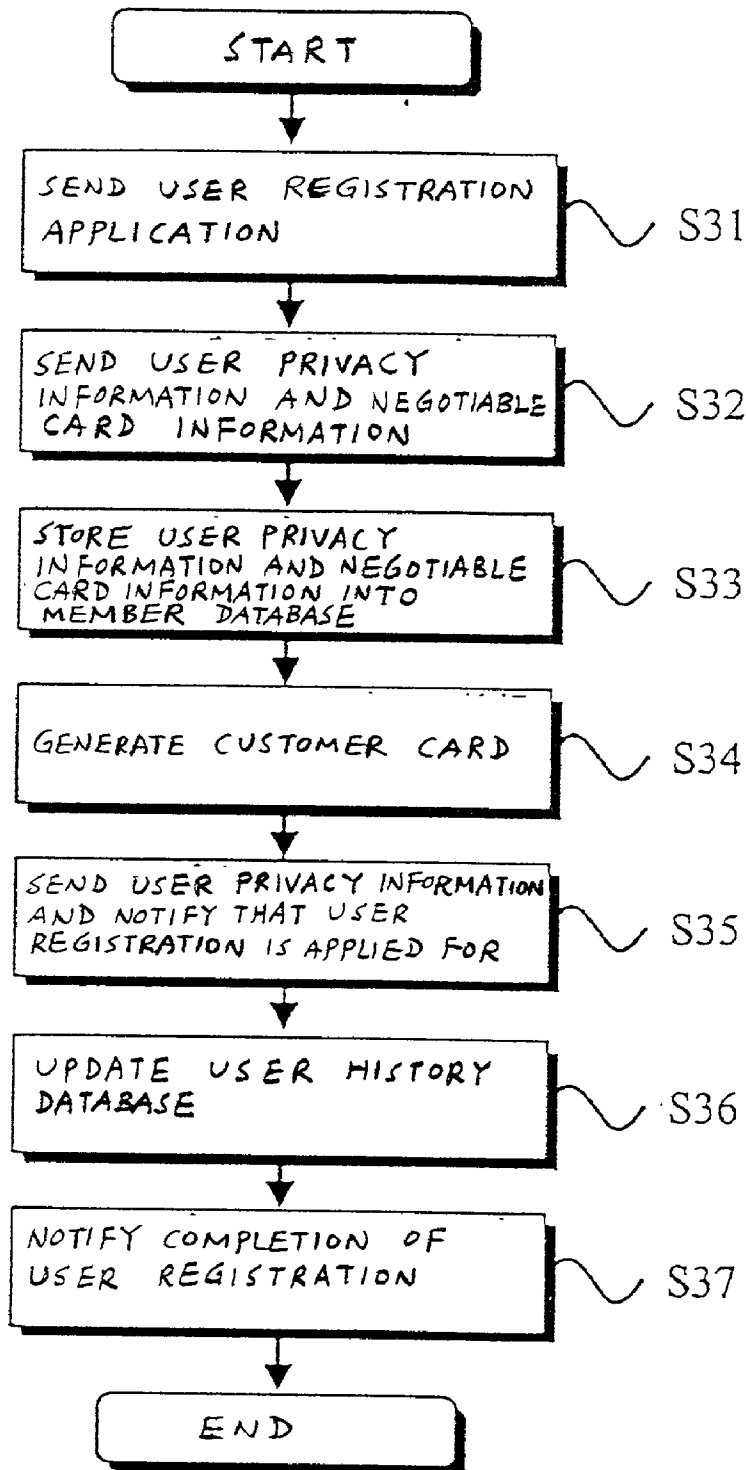 START
SEND USER REGISTRATION
APPLICATION
S31
SEND USER PRIVACY
INFORMATION AND NEGOTIABLE
CARD INFORMATION
S32
STORE USER PRIVACY
INFORMATION AND NEGOTIABLE
CARD INFORMATION INTO
MEMBER DATABASE
S33
GENERATE CUSTOMER CARD
S34
SEND USER PRIVACY INFORMATION
AND NOTIFY THAT USER
REGISTRATION IS APPLIED FOR
S35
UPDATE USER HISTORY
DATABASE
S36
NOTIFY COMPLETION OF
USER REGISTRATION
S37
END